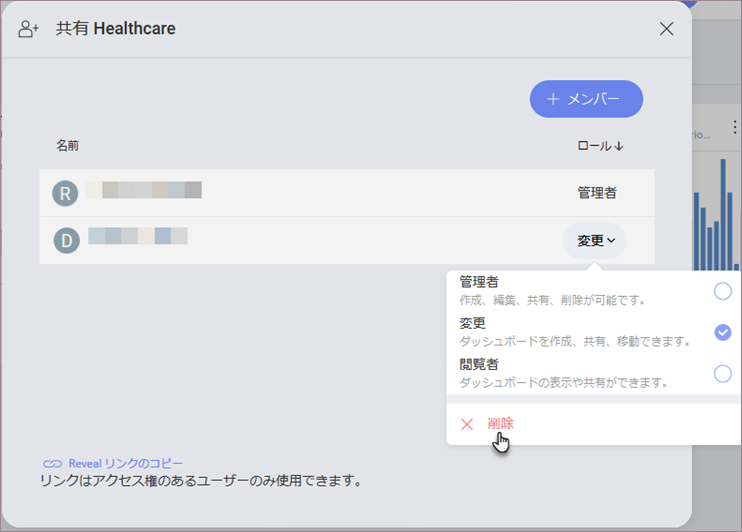 共有 Healthcare
＋ メンバー
名前
ロール↓
R
管理者
D
変更
管理者
作成、編集、共有、削除が可能です。
変更
ダッシュボードを作成、共有、移動できます。
閲覧者
ダッシュボードの表示や共有ができます。
削除
Reveal リンクのコピー
リンクはアクセス権のあるユーザーのみ使用できます。